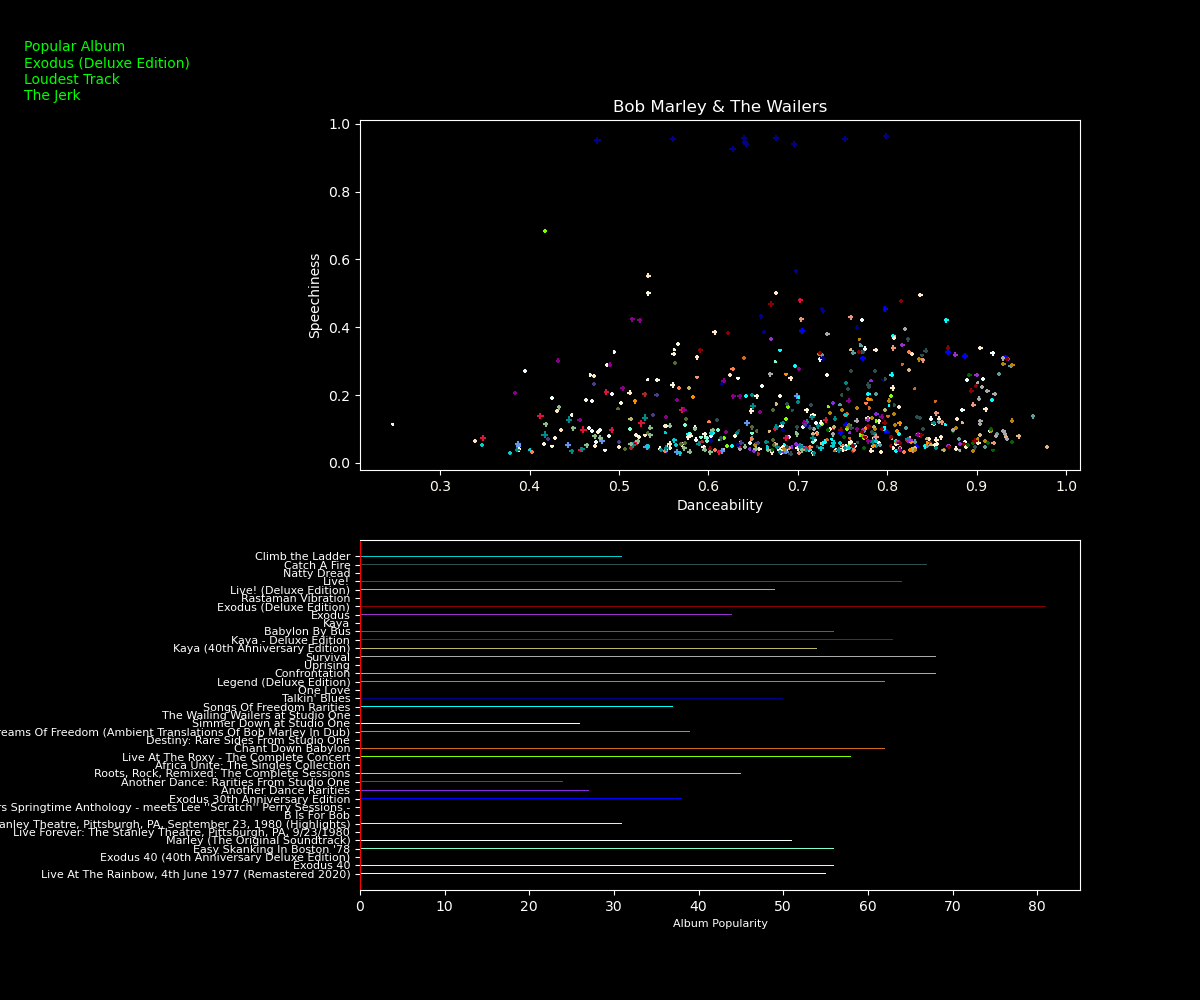 Popular Album
Exodus (Deluxe Edition)
Loudest Track
The Jerk
Bob Marley & The Wailers
1.0
0.8
0.6
0.4
0.2
0.0
Speechiness
0.3 0.4 0.5 0.6 0.7 0.8 0.9 1.0
Danceability
Climb the Ladder
Catch A Fire
Natty Dread
Live!
Live! (Deluxe Edition)
Rastaman Vibration
Exodus (Deluxe Edition)
Exodus
Kaya
Babylon By Bus
Kaya - Deluxe Edition
Kaya (40th Anniversary Edition)
Survival
Uprising
Confrontation
Legend (Deluxe Edition)
One Love
Talkin' Blues
Songs Of Freedom Rarities
The Wailing Wailers at Studio One
Simmer Down at Studio One
reams Of Freedom (Ambient Translations Of Bob Marley In Dub)
Destiny: Rare Sides From Studio One
Chant Down Babylon
Live At The Roxy - The Complete Concert
Africa Unite: The Singles Collection
Roots, Rock, Remixed: The Complete Sessions
Another Dance: Rarities From Studio One
Another Dance Rarities
Exodus 30th Anniversary Edition
rs Springtime Anthology - meets Lee "Scratch" Perry Sessions -
B Is For Bob
anley Theatre, Pittsburgh, PA, September 23, 1980 (Highlights)
Live Forever: The Stanley Theatre, Pittsburgh, PA, 9/23/1980
Marley (The Original Soundtrack)
Easy Skanking In Boston '78
Exodus 40 (40th Anniversary Deluxe Edition)
Exodus 40
Live At The Rainbow, 4th June 1977 (Remastered 2020)
0 10 20 30 40 50 60 70 80
Album Popularity